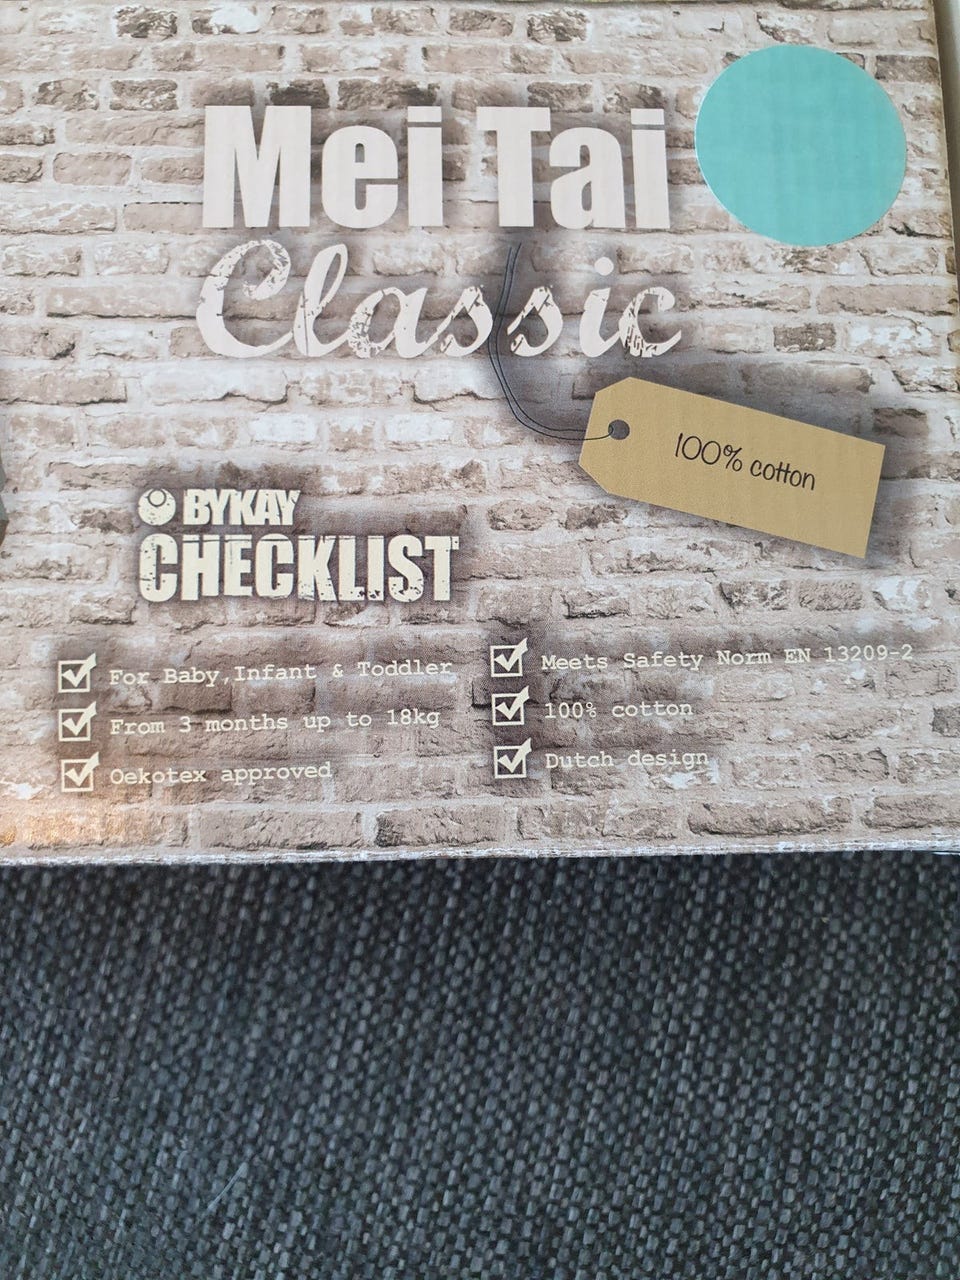 Mei Tai
Classic
100% cotton
BYKAY
CHECKLIST
For Baby,Infant & Toddler
From 3 months up to 18kg
Oekotex approved
Meets Safety Norm EN 13209-2
100% cotton
Dutch design